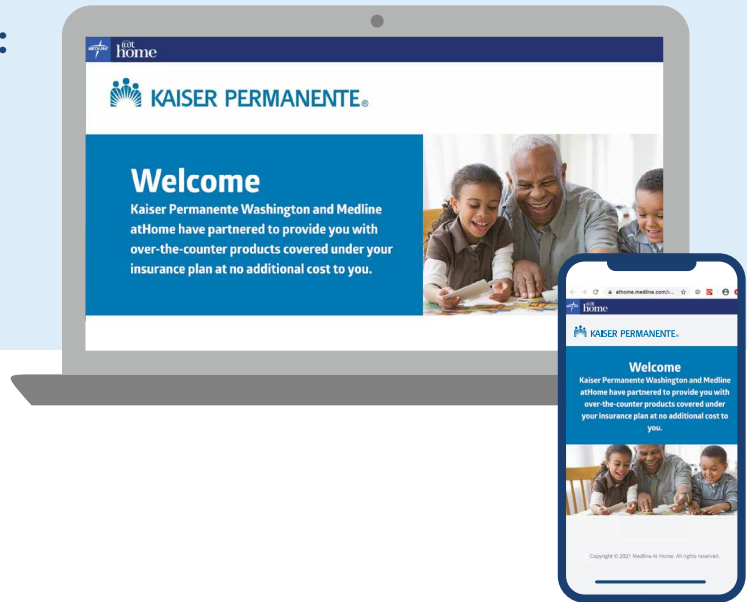 :
MEDLINE @t home
KAISER PERMANENTE®
Welcome
Kaiser Permanente Washington and Medline
atHome have partnered to provide you with
over-the-counter products covered under your
insurance plan at no additional cost to you.
athome.medline.com/
@t home
KAISER PERMANENTE®
Welcome
Kaiser Permanente Washington and Medline
atHome have partnered to provide you with
over-the-counter products covered under
your insurance plan at no additional cost to
you.
Copyright © 2021 Medline At Home. All rights reserved.